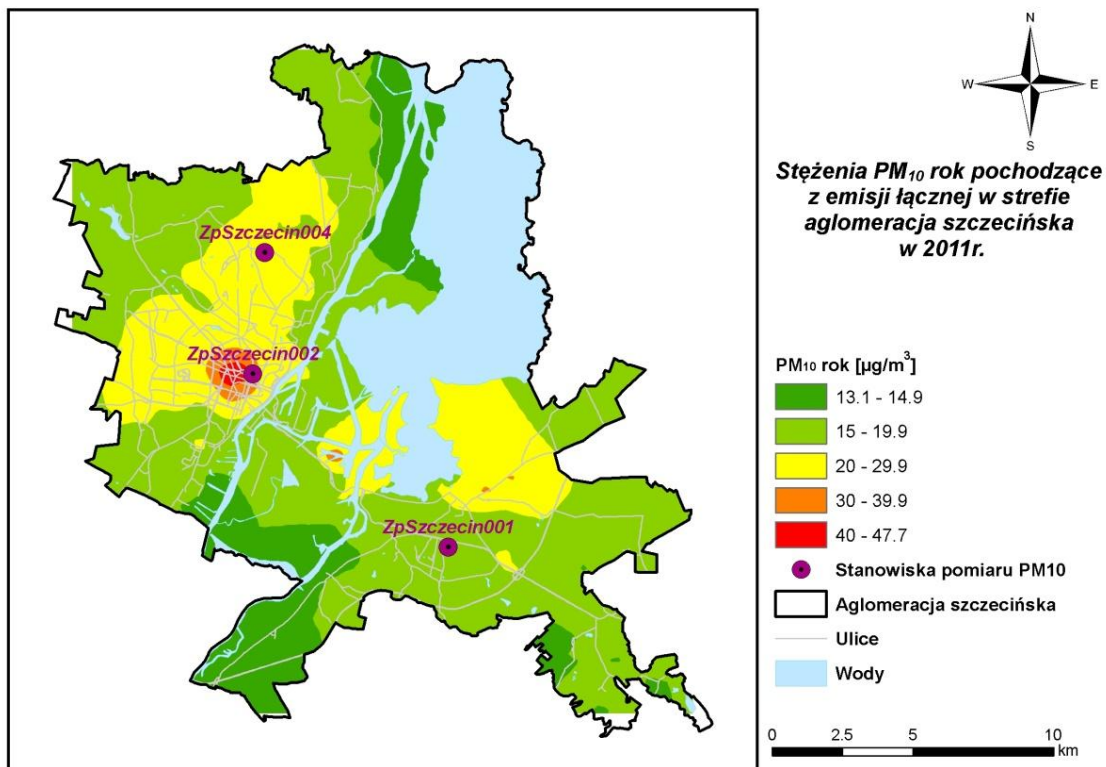 N
W E
S
Stężenia PM₁₀ rok pochodzące
z emisji łącznej w strefie
aglomeracja szczecińska
w 2011r.
ZpSzczecin004
ZpSzczecin002
ZpSzczecin001
PM₁₀ rok [µg/m³]
13.1 - 14.9
15 - 19.9
20 - 29.9
30 - 39.9
40 - 47.7
Stanowiska pomiaru PM10
Aglomeracja szczecińska
Ulice
Wody
0 2.5 5 10
km